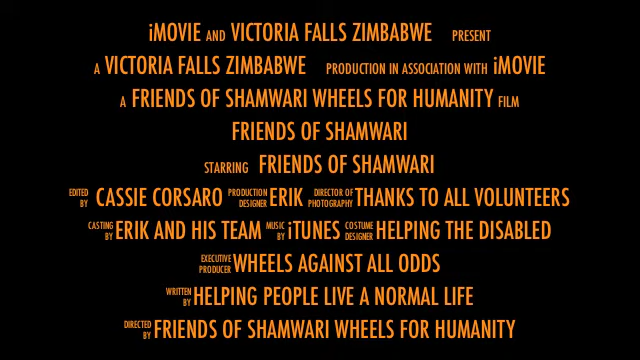 iMOVIE AND VICTORIA FALLS ZIMBABWE PRESENT
A VICTORIA FALLS ZIMBABWE PRODUCTION IN ASSOCIATION WITH iMOVIE
A FRIENDS OF SHAMWARI WHEELS FOR HUMANITY FILM
FRIENDS OF SHAMWARI
STARRING FRIENDS OF SHAMWARI
EDITED BY CASSIE CORSARO PRODUCTION DESIGNER ERIK DIRECTOR OF PHOTOGRAPHY THANKS TO ALL VOLUNTEERS
CASTING BY ERIK AND HIS TEAM MUSIC BY iTUNES COSTUME DESIGNER HELPING THE DISABLED
EXECUTIVE PRODUCER WHEELS AGAINST ALL ODDS
WRITTEN BY HELPING PEOPLE LIVE A NORMAL LIFE
DIRECTED BY FRIENDS OF SHAMWARI WHEELS FOR HUMANITY